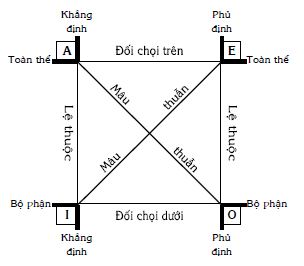 Khẳng
định
Phủ
định
Toàn thể
A
Đối chọi trên
E
Toàn thể
Mâu
thuẫn
Lệ thuộc
Lệ thuộc
Mâu
thuẫn
Bộ phận
I
Đối chọi dưới
O
Bộ phận
Khẳng
định
Phủ
định